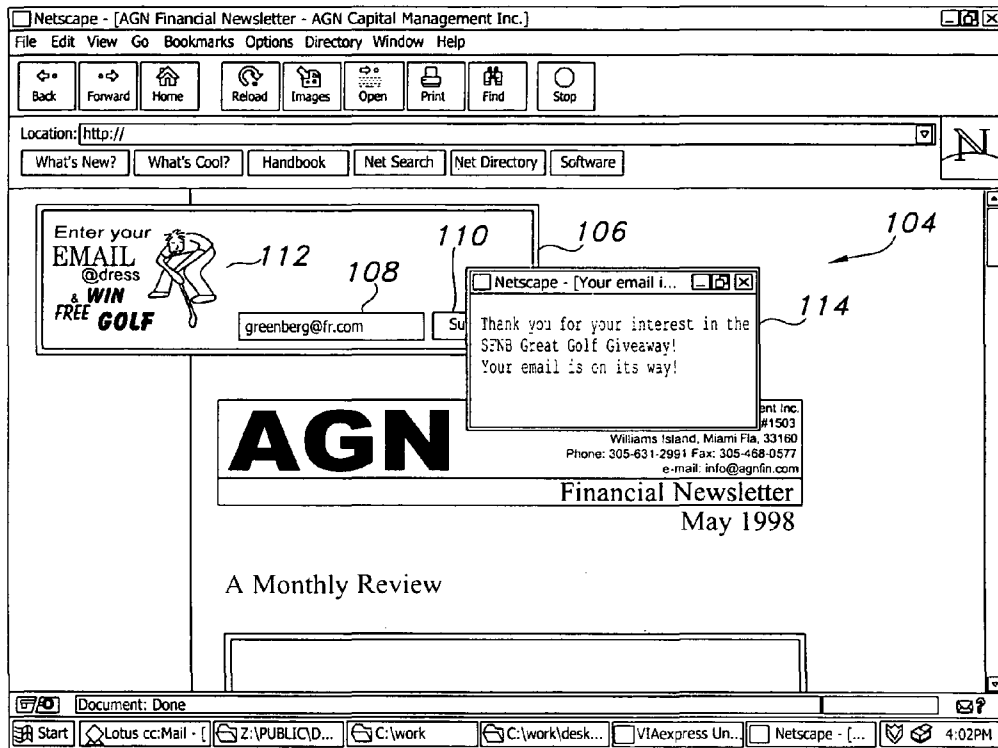 Netscape - [AGN Financial Newsletter - AGN Capital Management Inc.]
File Edit View Go Bookmarks Options Directory Window Help
Back Forward Home Reload Images Open Print Find Stop
Location: http://
N
What's New? What's Cool? Handbook Net Search Net Directory Software
Enter your
EMAIL
@dress
& WIN
FREE GOLF
112
108
110
106
104
greenberg@fr.com
Su
Netscape - [Your email i...
114
Thank you for your interest in the
SFNB Great Golf Giveaway!
Your email is on its way!
AGN
ent Inc.
#1503
Williams Island, Miami Fla, 33160
Phone: 305-631-2991 Fax: 305-468-0577
e-mail: info@agnfin.com
Financial Newsletter
May 1998
A Monthly Review
Document: Done
Start Lotus cc:Mail - [ Z:\PUBLIC\D... C:\work C:\work\desk... VIAexpress Un... Netscape - [... 4:02PM